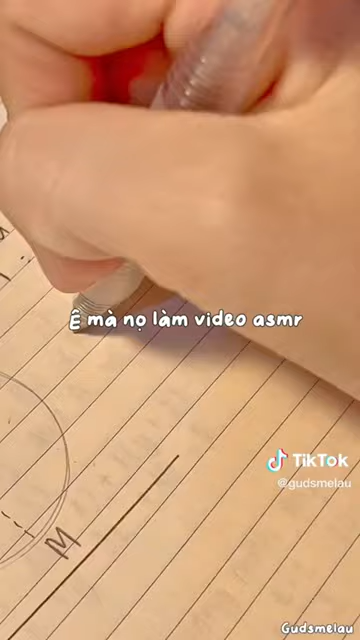 Ê mà nọ làm video asmr
TikTok
@gudsmelau
M
Gudsmelau